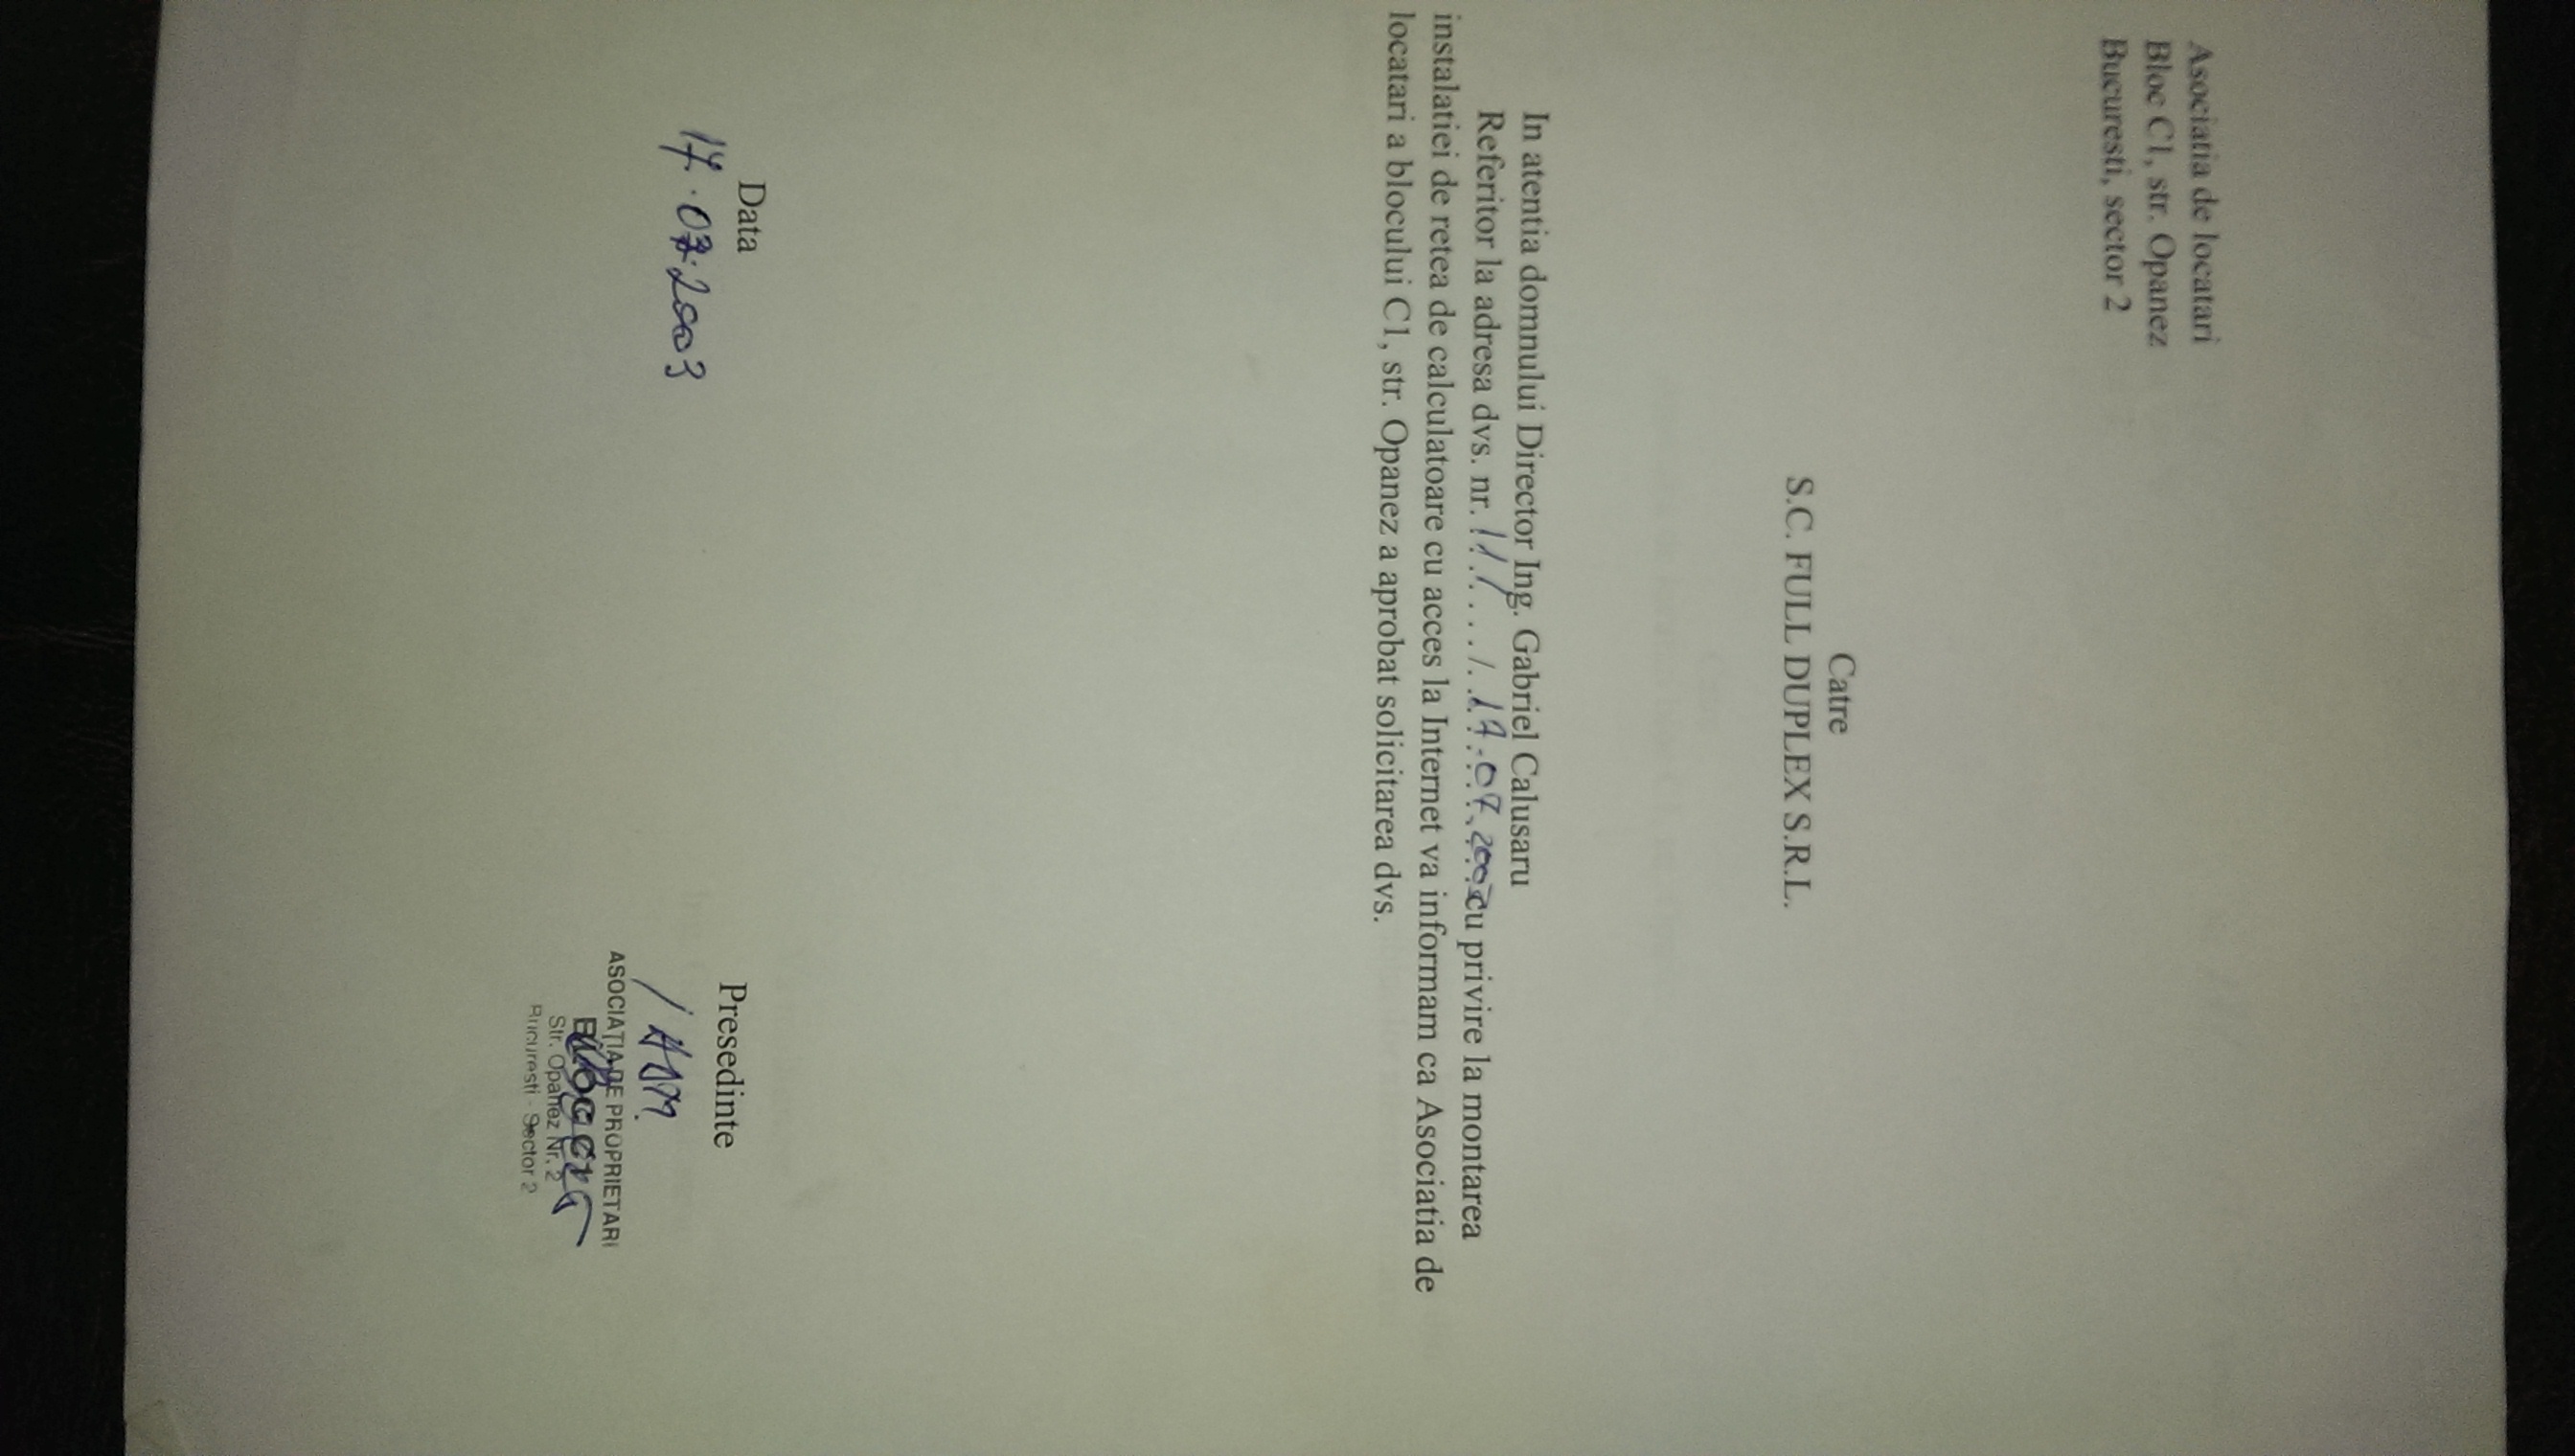 Asociatia de locatari
Bloc C1, str. Opanez
Bucuresti, sector 2
Catre
S.C. FULL DUPLEX S.R.L.
In atentia domnului Director Ing. Gabriel Calusaru
Referitor la adresa dvs. nr. 111..../..17.07.2003 cu privire la montarea
instalatiei de retea de calculatoare cu acces la Internet va informam ca Asociatia de
locatari a blocului C1, str. Opanez a aprobat solicitarea dvs.
Data
17.07.2003
Presedinte
/ADM.
ASOCIAȚIA DE PROPRIETARI
Str. Opanez Nr. 2
Bucuresti - Sector 2